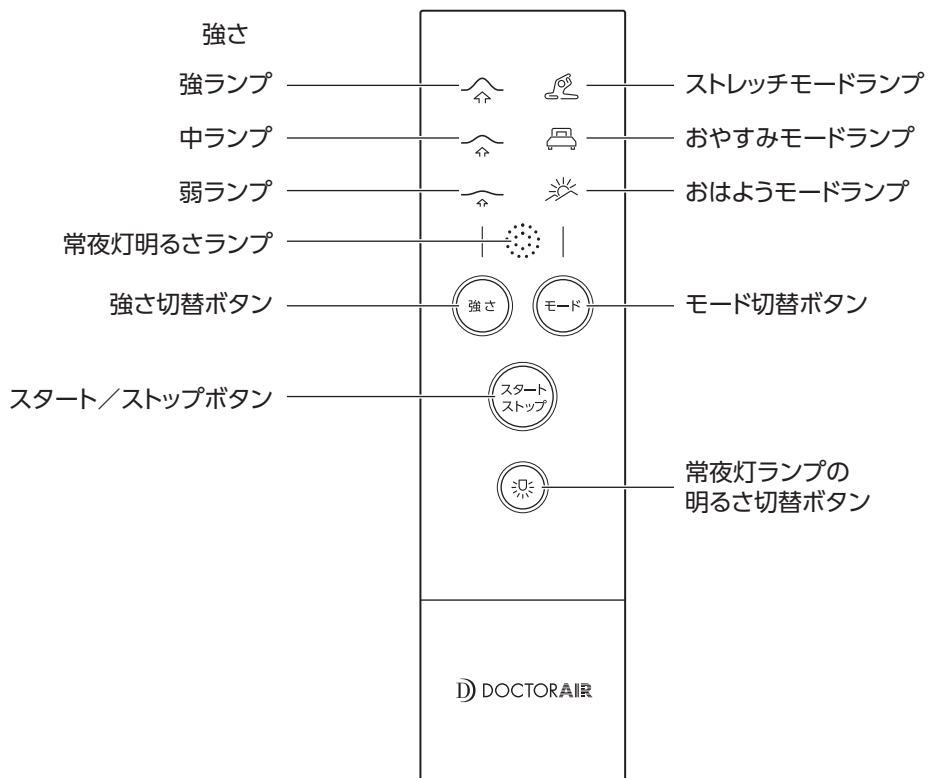 強さ
強ランプ
中ランプ
弱ランプ
常夜灯明るさランプ
強さ切替ボタン
スタート／ストップボタン
ストレッチモードランプ
おやすみモードランプ
おはようモードランプ
モード切替ボタン
常夜灯ランプの
明るさ切替ボタン
強さ
モード
スタート
ストップ
DOCTORAIR